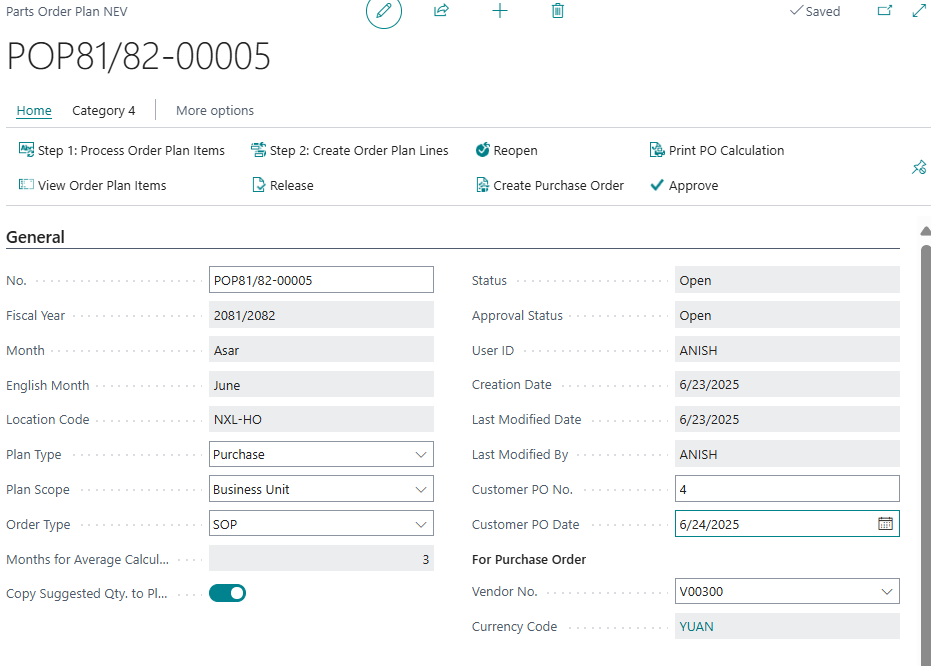 Parts Order Plan NEV
Saved
POP81/82-00005
Home Category 4 More options
Step 1: Process Order Plan Items Step 2: Create Order Plan Lines Reopen Print PO Calculation
View Order Plan Items Release Create Purchase Order Approve
General
No. POP81/82-00005
Fiscal Year 2081/2082
Month Asar
English Month June
Location Code NXL-HO
Plan Type Purchase
Plan Scope Business Unit
Order Type SOP
Months for Average Calcul... 3
Copy Suggested Qty. to Pl...
Status Open
Approval Status Open
User ID ANISH
Creation Date 6/23/2025
Last Modified Date 6/23/2025
Last Modified By ANISH
Customer PO No. 4
Customer PO Date 6/24/2025
For Purchase Order
Vendor No. V00300
Currency Code YUAN